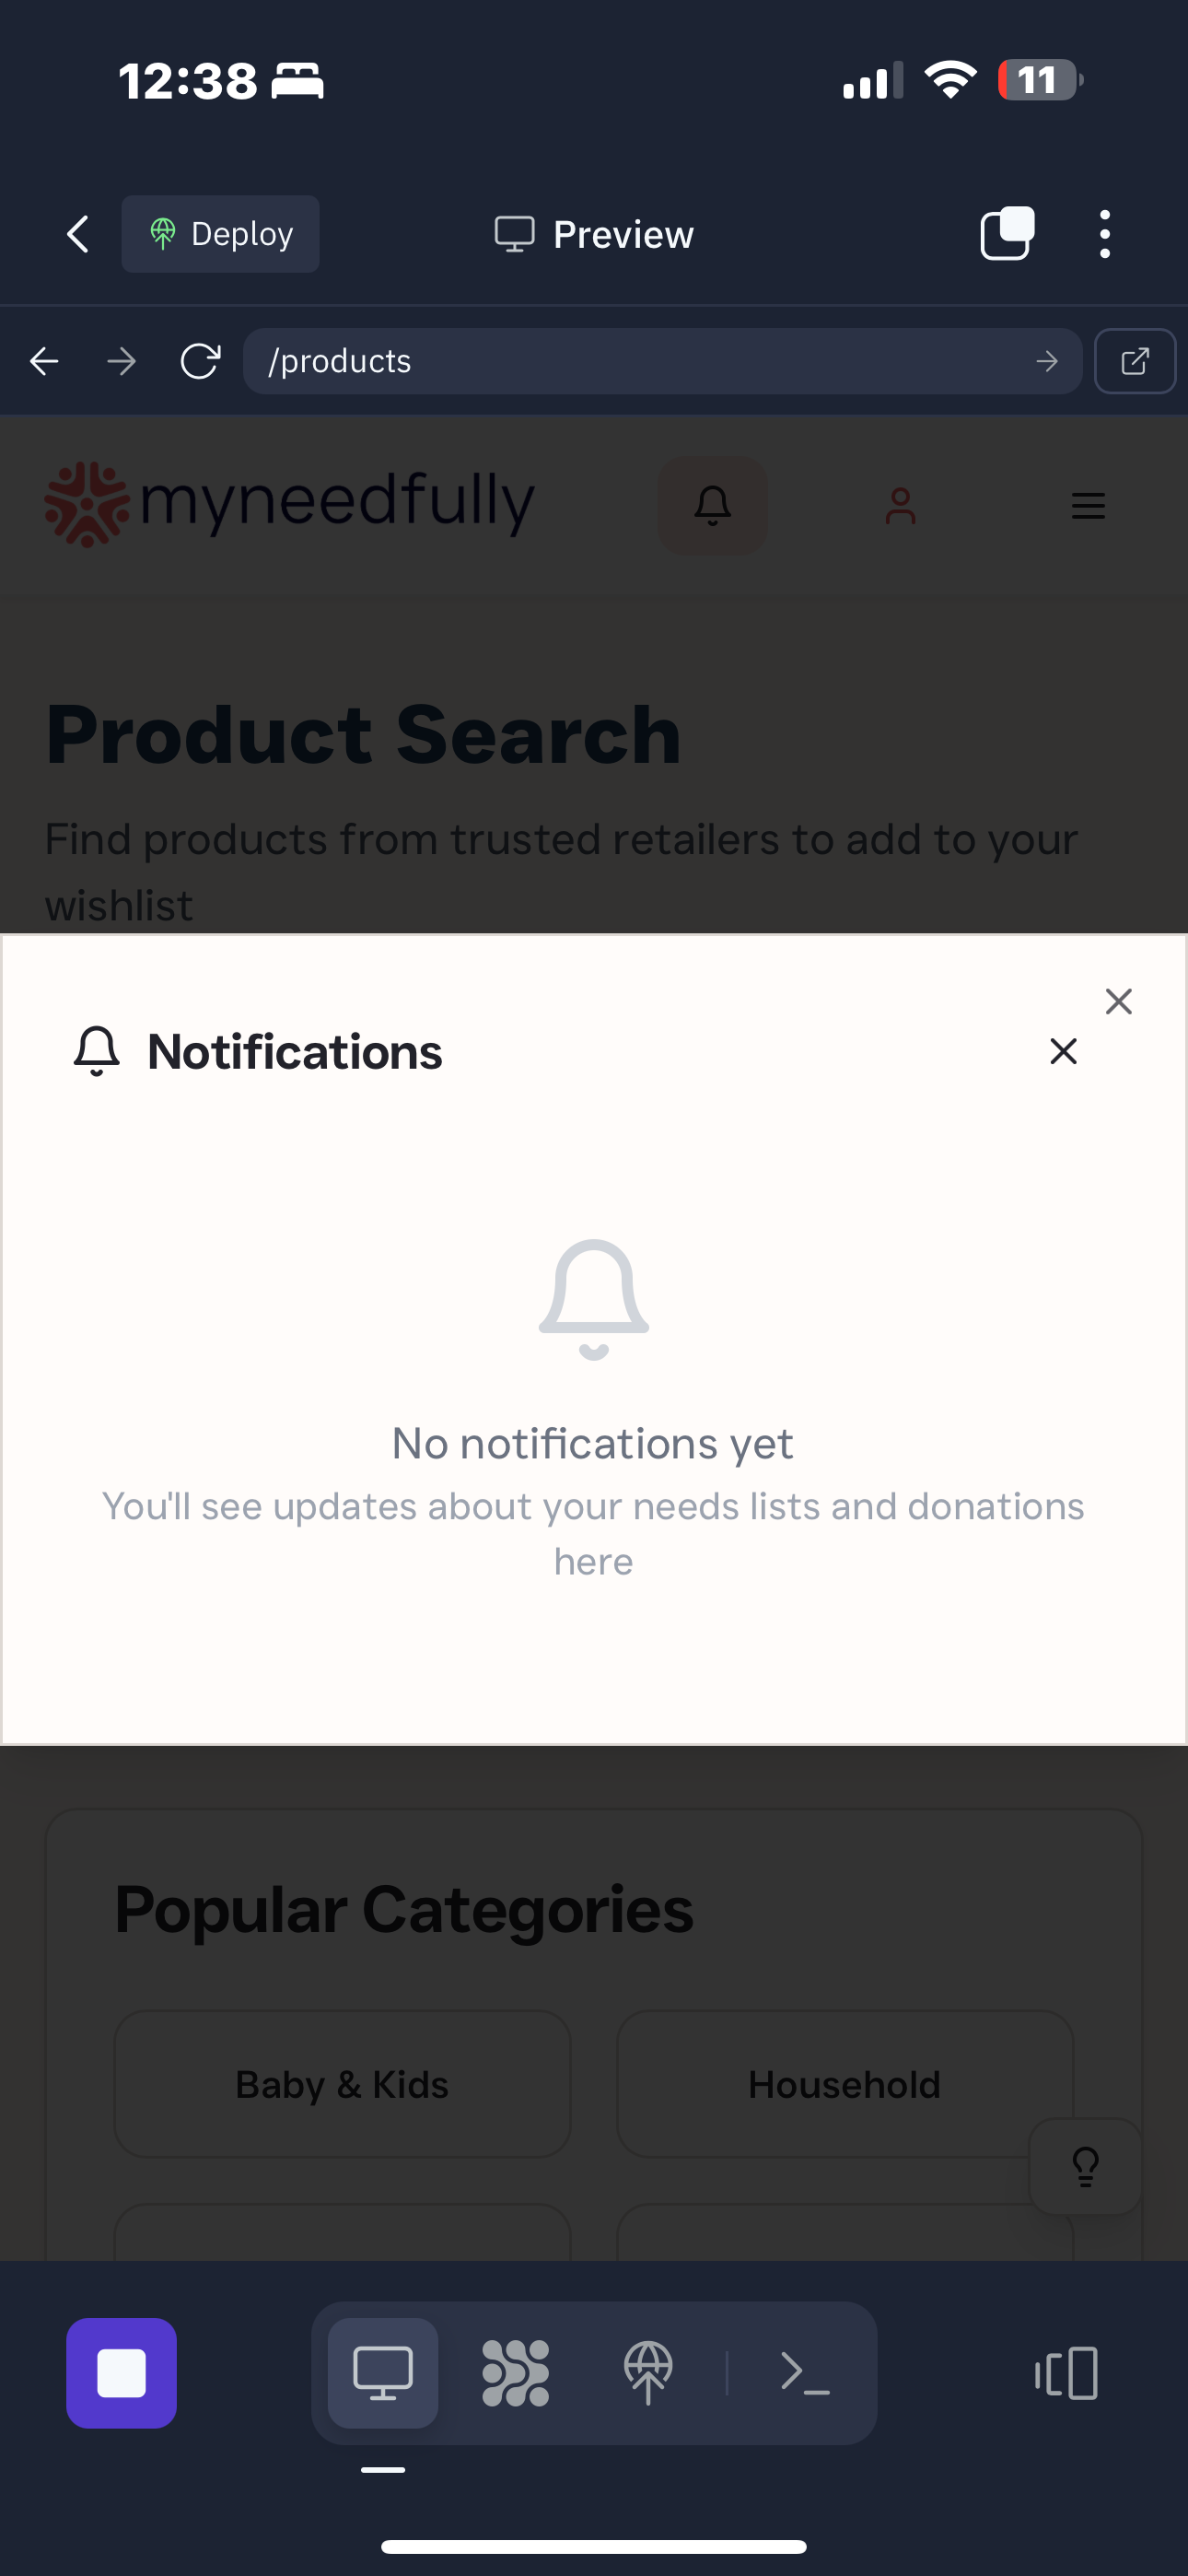 12:38
11
Deploy
Preview
/products
myneedfully
Product Search
Find products from trusted retailers to add to your
wishlist
Notifications
No notifications yet
You'll see updates about your needs lists and donations
here
Popular Categories
Baby & Kids
Household